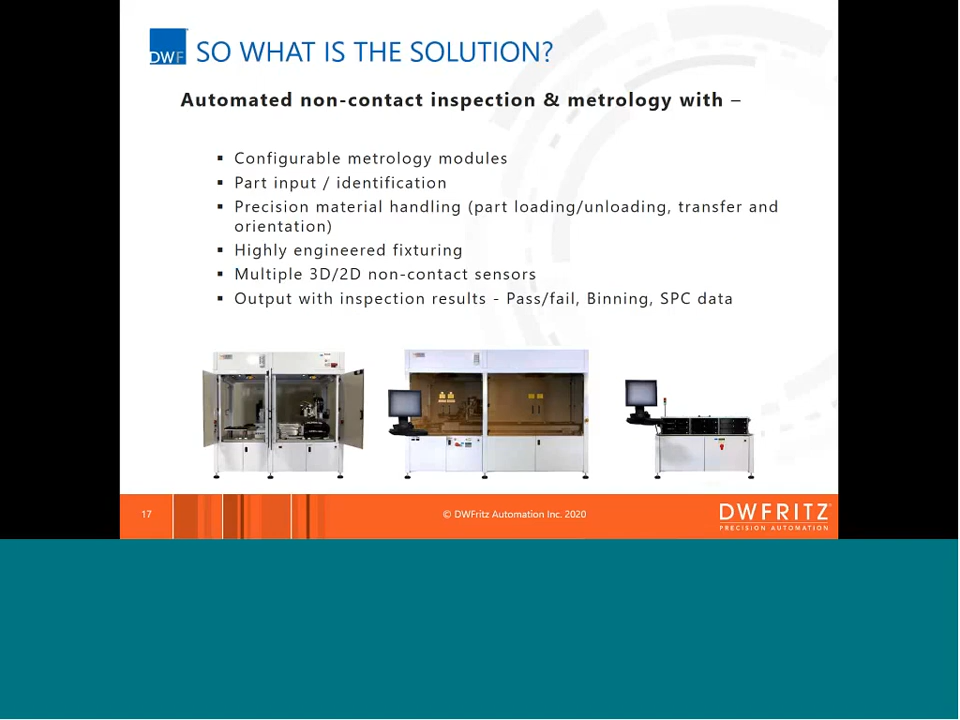 DWF SO WHAT IS THE SOLUTION?
Automated non-contact inspection & metrology with –
▪ Configurable metrology modules
▪ Part input / identification
▪ Precision material handling (part loading/unloading, transfer and
orientation)
▪ Highly engineered fixturing
▪ Multiple 3D/2D non-contact sensors
▪ Output with inspection results - Pass/fail, Binning, SPC data
17
© DWFritz Automation Inc. 2020
DWFRITZ®
PRECISION AUTOMATION